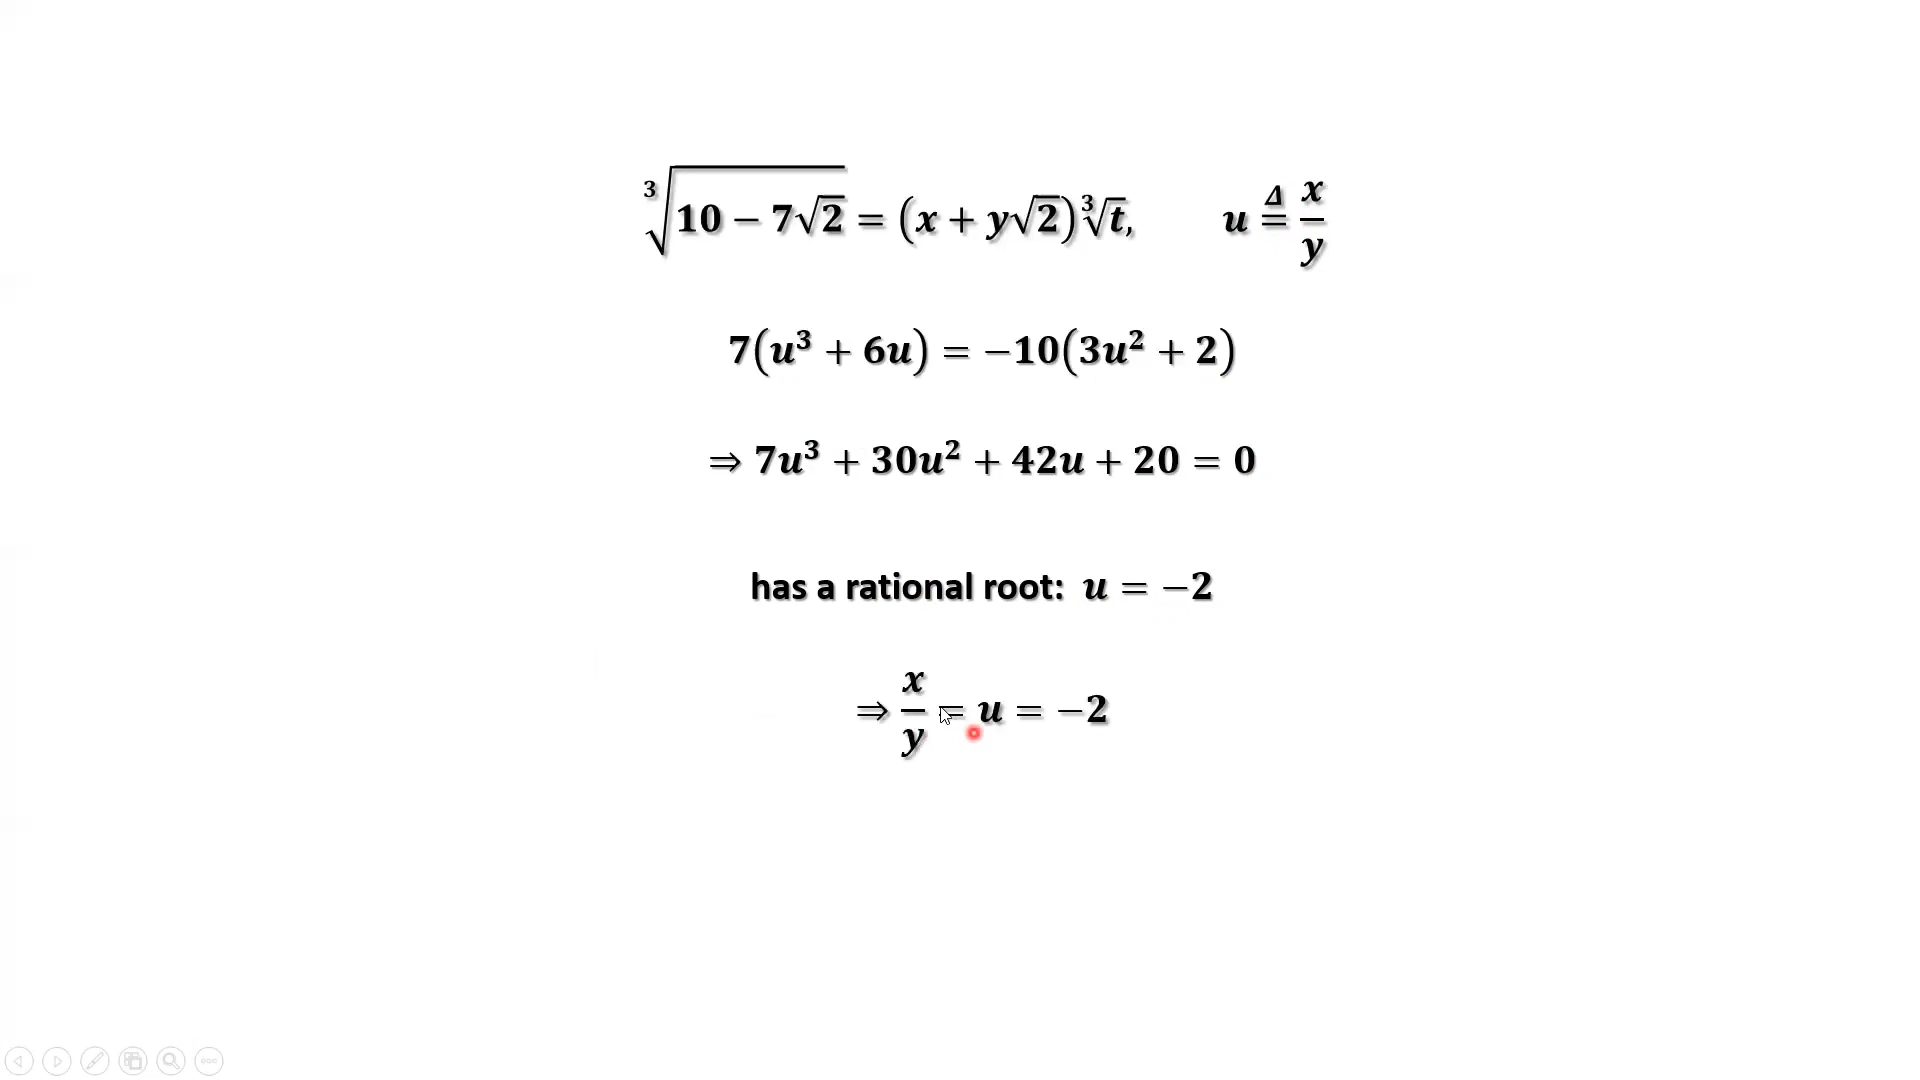 ∛(10 − 7√2) = (x + y√2)∛t, u ≜ x/y
7(u³ + 6u) = −10(3u² + 2)
⇒ 7u³ + 30u² + 42u + 20 = 0
has a rational root: u = −2
⇒ x/y = u = −2